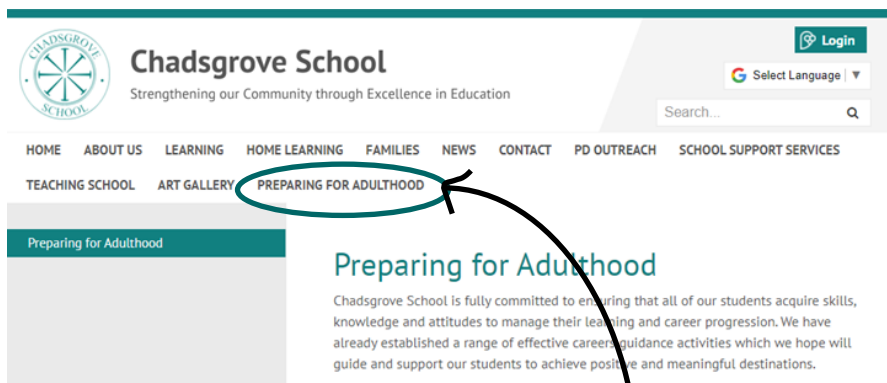 CHADSGROVE
SCHOOL
Chadsgrove School
Strengthening our Community through Excellence in Education
Login
Select Language ▼
Search...
HOME ABOUT US LEARNING HOME LEARNING FAMILIES NEWS CONTACT PD OUTREACH SCHOOL SUPPORT SERVICES
TEACHING SCHOOL ART GALLERY PREPARING FOR ADULTHOOD
Preparing for Adulthood
Preparing for Adulthood
Chadsgrove School is fully committed to ensuring that all of our students acquire skills,
knowledge and attitudes to manage their learning and career progression. We have
already established a range of effective careers guidance activities which we hope will
guide and support our students to achieve positive and meaningful destinations.